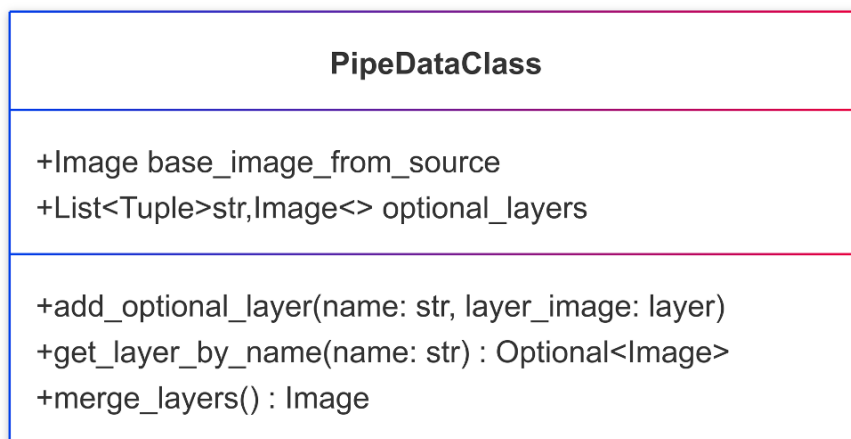 PipeDataClass
+Image base_image_from_source
+List<Tuple>str,Image<> optional_layers
+add_optional_layer(name: str, layer_image: layer)
+get_layer_by_name(name: str) : Optional<Image>
+merge_layers() : Image